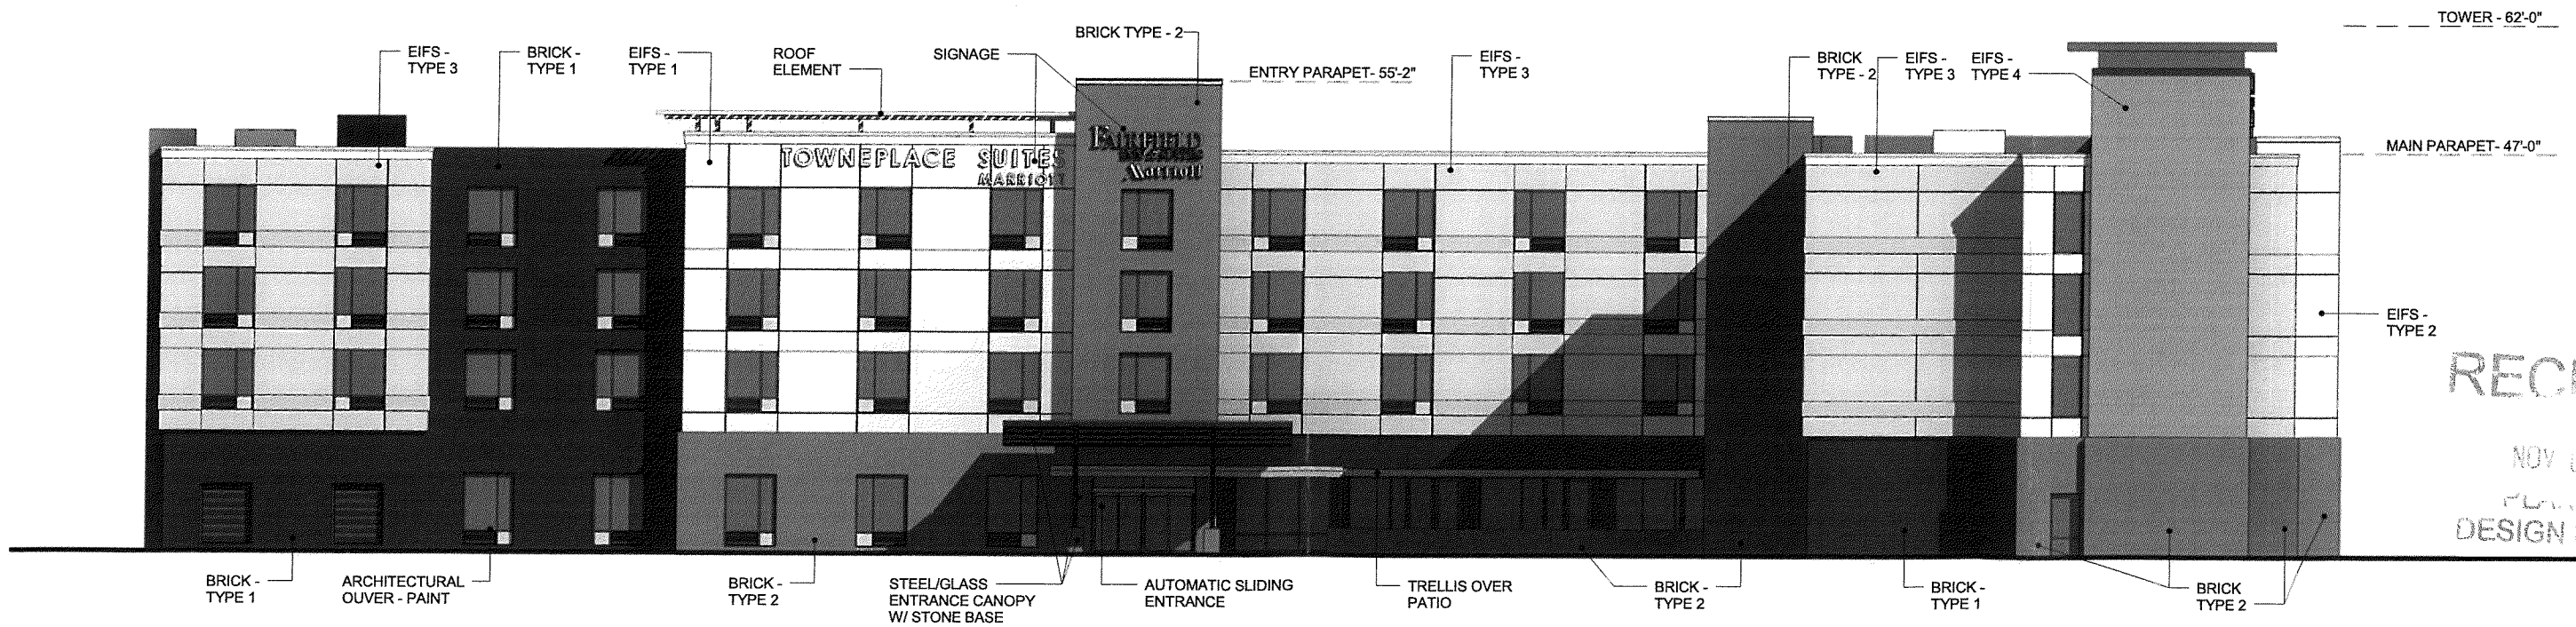 TOWER - 62'-0"
BRICK TYPE - 2
EIFS -
TYPE 3
BRICK -
TYPE 1
EIFS -
TYPE 1
ROOF
ELEMENT
SIGNAGE
ENTRY PARAPET- 55'-2"
EIFS -
TYPE 3
BRICK
TYPE - 2
EIFS -
TYPE 3
EIFS -
TYPE 4
MAIN PARAPET- 47'-0"
TOWNEPLACE SUITES
MARRIOTT
FAIRFIELD
Marriott
EIFS -
TYPE 2
RECE
NOV
DESIGN
BRICK -
TYPE 1
ARCHITECTURAL
OUVER - PAINT
BRICK -
TYPE 2
STEEL/GLASS
ENTRANCE CANOPY
W/ STONE BASE
AUTOMATIC SLIDING
ENTRANCE
TRELLIS OVER
PATIO
BRICK -
TYPE 2
BRICK -
TYPE 1
BRICK
TYPE 2